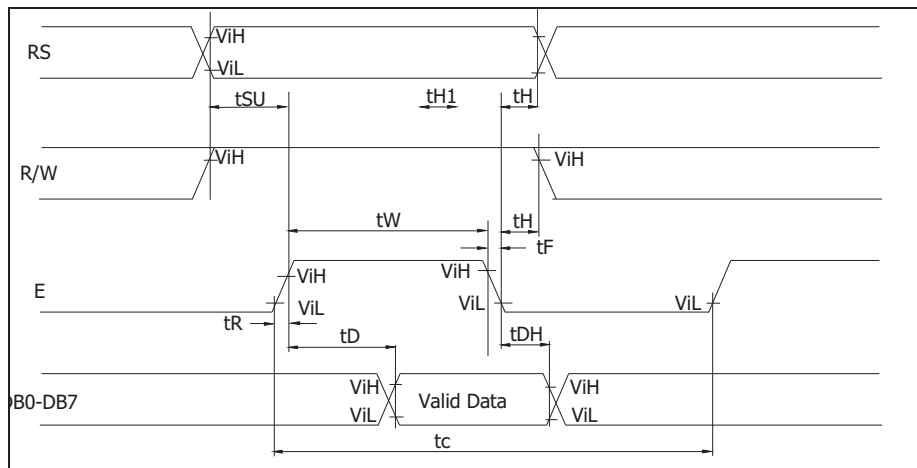 RS
ViH
ViL
tSU
tH1
tH
R/W
ViH
ViH
tW
tH
tF
E
ViH
ViL
ViH
ViL
ViL
tR
tD
tDH
DB0-DB7
ViH
ViL
Valid Data
ViH
ViL
tc